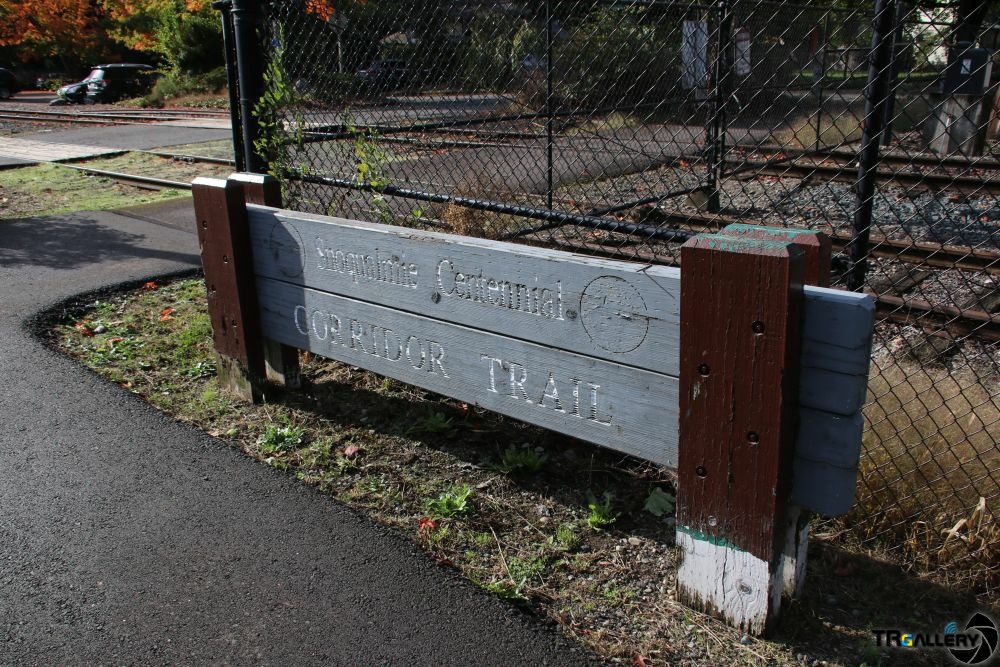 Snoqualmie Centennial
CORRIDOR TRAIL
TRGALLERY